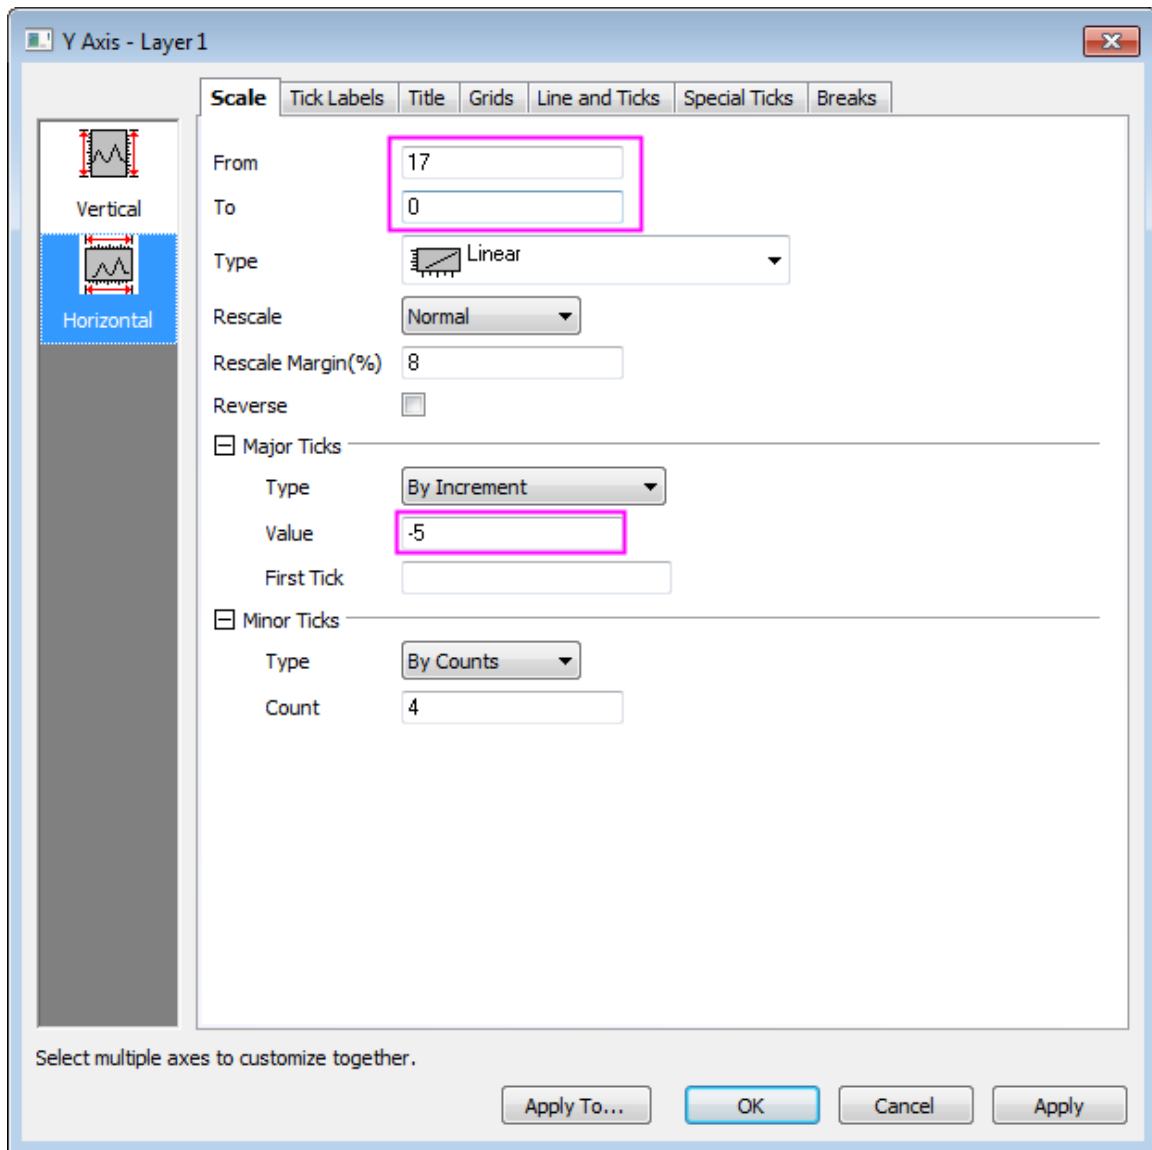 Y Axis - Layer 1
Scale Tick Labels Title Grids Line and Ticks Special Ticks Breaks
Vertical
Horizontal
From 17
To 0
Type Linear
Rescale Normal
Rescale Margin(%) 8
Reverse
Major Ticks
Type By Increment
Value -5
First Tick
Minor Ticks
Type By Counts
Count 4
Select multiple axes to customize together.
Apply To... OK Cancel Apply